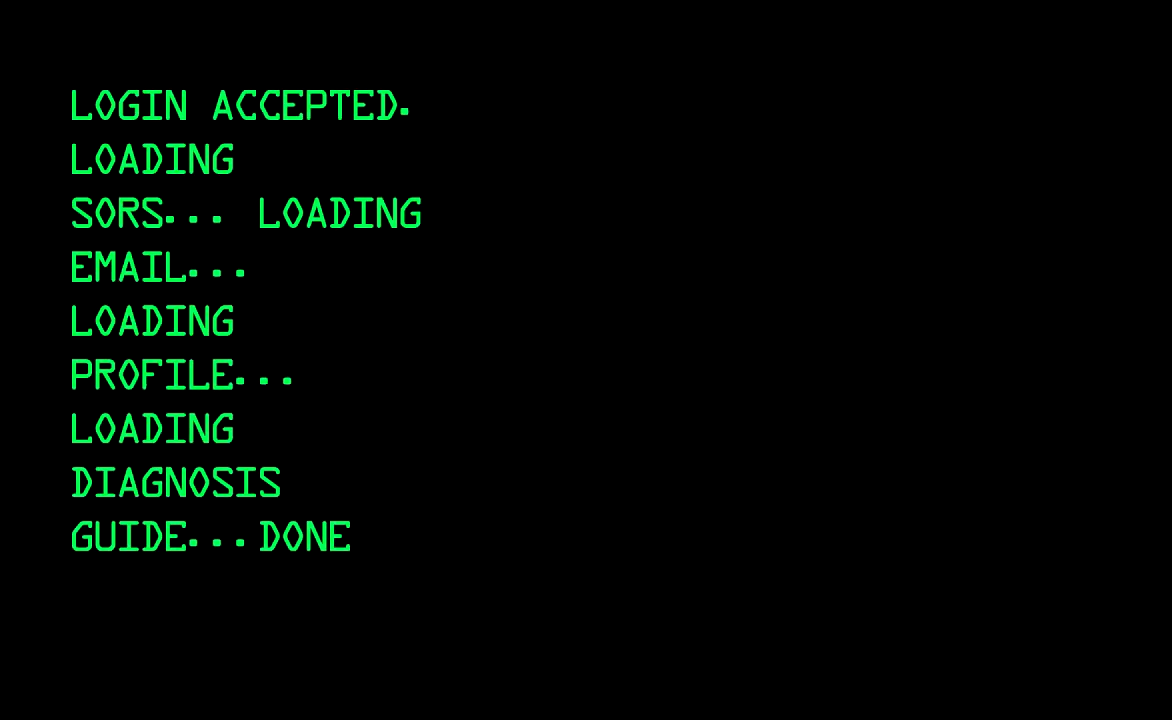 LOGIN ACCEPTED.
LOADING
SORS... LOADING
EMAIL...
LOADING
PROFILE...
LOADING
DIAGNOSIS
GUIDE...DONE